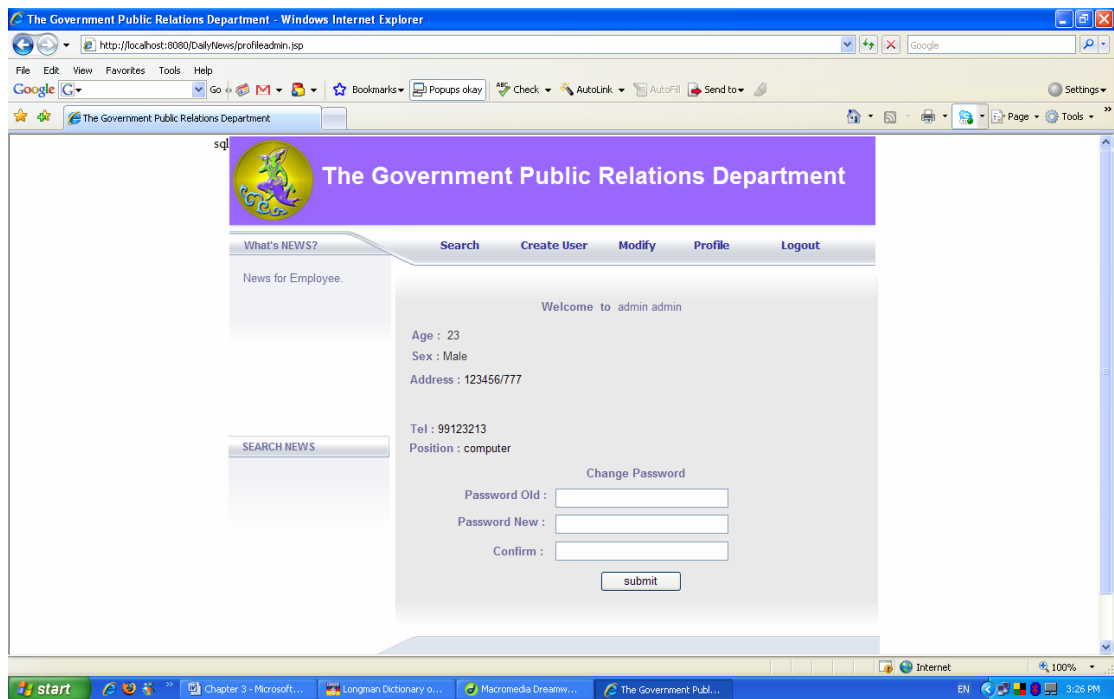 The Government Public Relations Department - Windows Internet Explorer
http://localhost:8080/DailyNews/profileadmin.jsp
Google
File Edit View Favorites Tools Help
Google G Go Bookmarks Popups okay ABC Check AutoLink AutoFill Send to Settings
The Government Public Relations Department Page Tools »
sql
The Government Public Relations Department
What's NEWS? Search Create User Modify Profile Logout
News for Employee.
Welcome to admin admin
Age : 23
Sex : Male
Address : 123456/777
Tel : 99123213
SEARCH NEWS
Position : computer
Change Password
Password Old :
Password New :
Confirm :
submit
Internet 100%
start » Chapter 3 - Microsoft... Longman Dictionary o... Macromedia Dreamw... The Government Publ... EN 3:26 PM